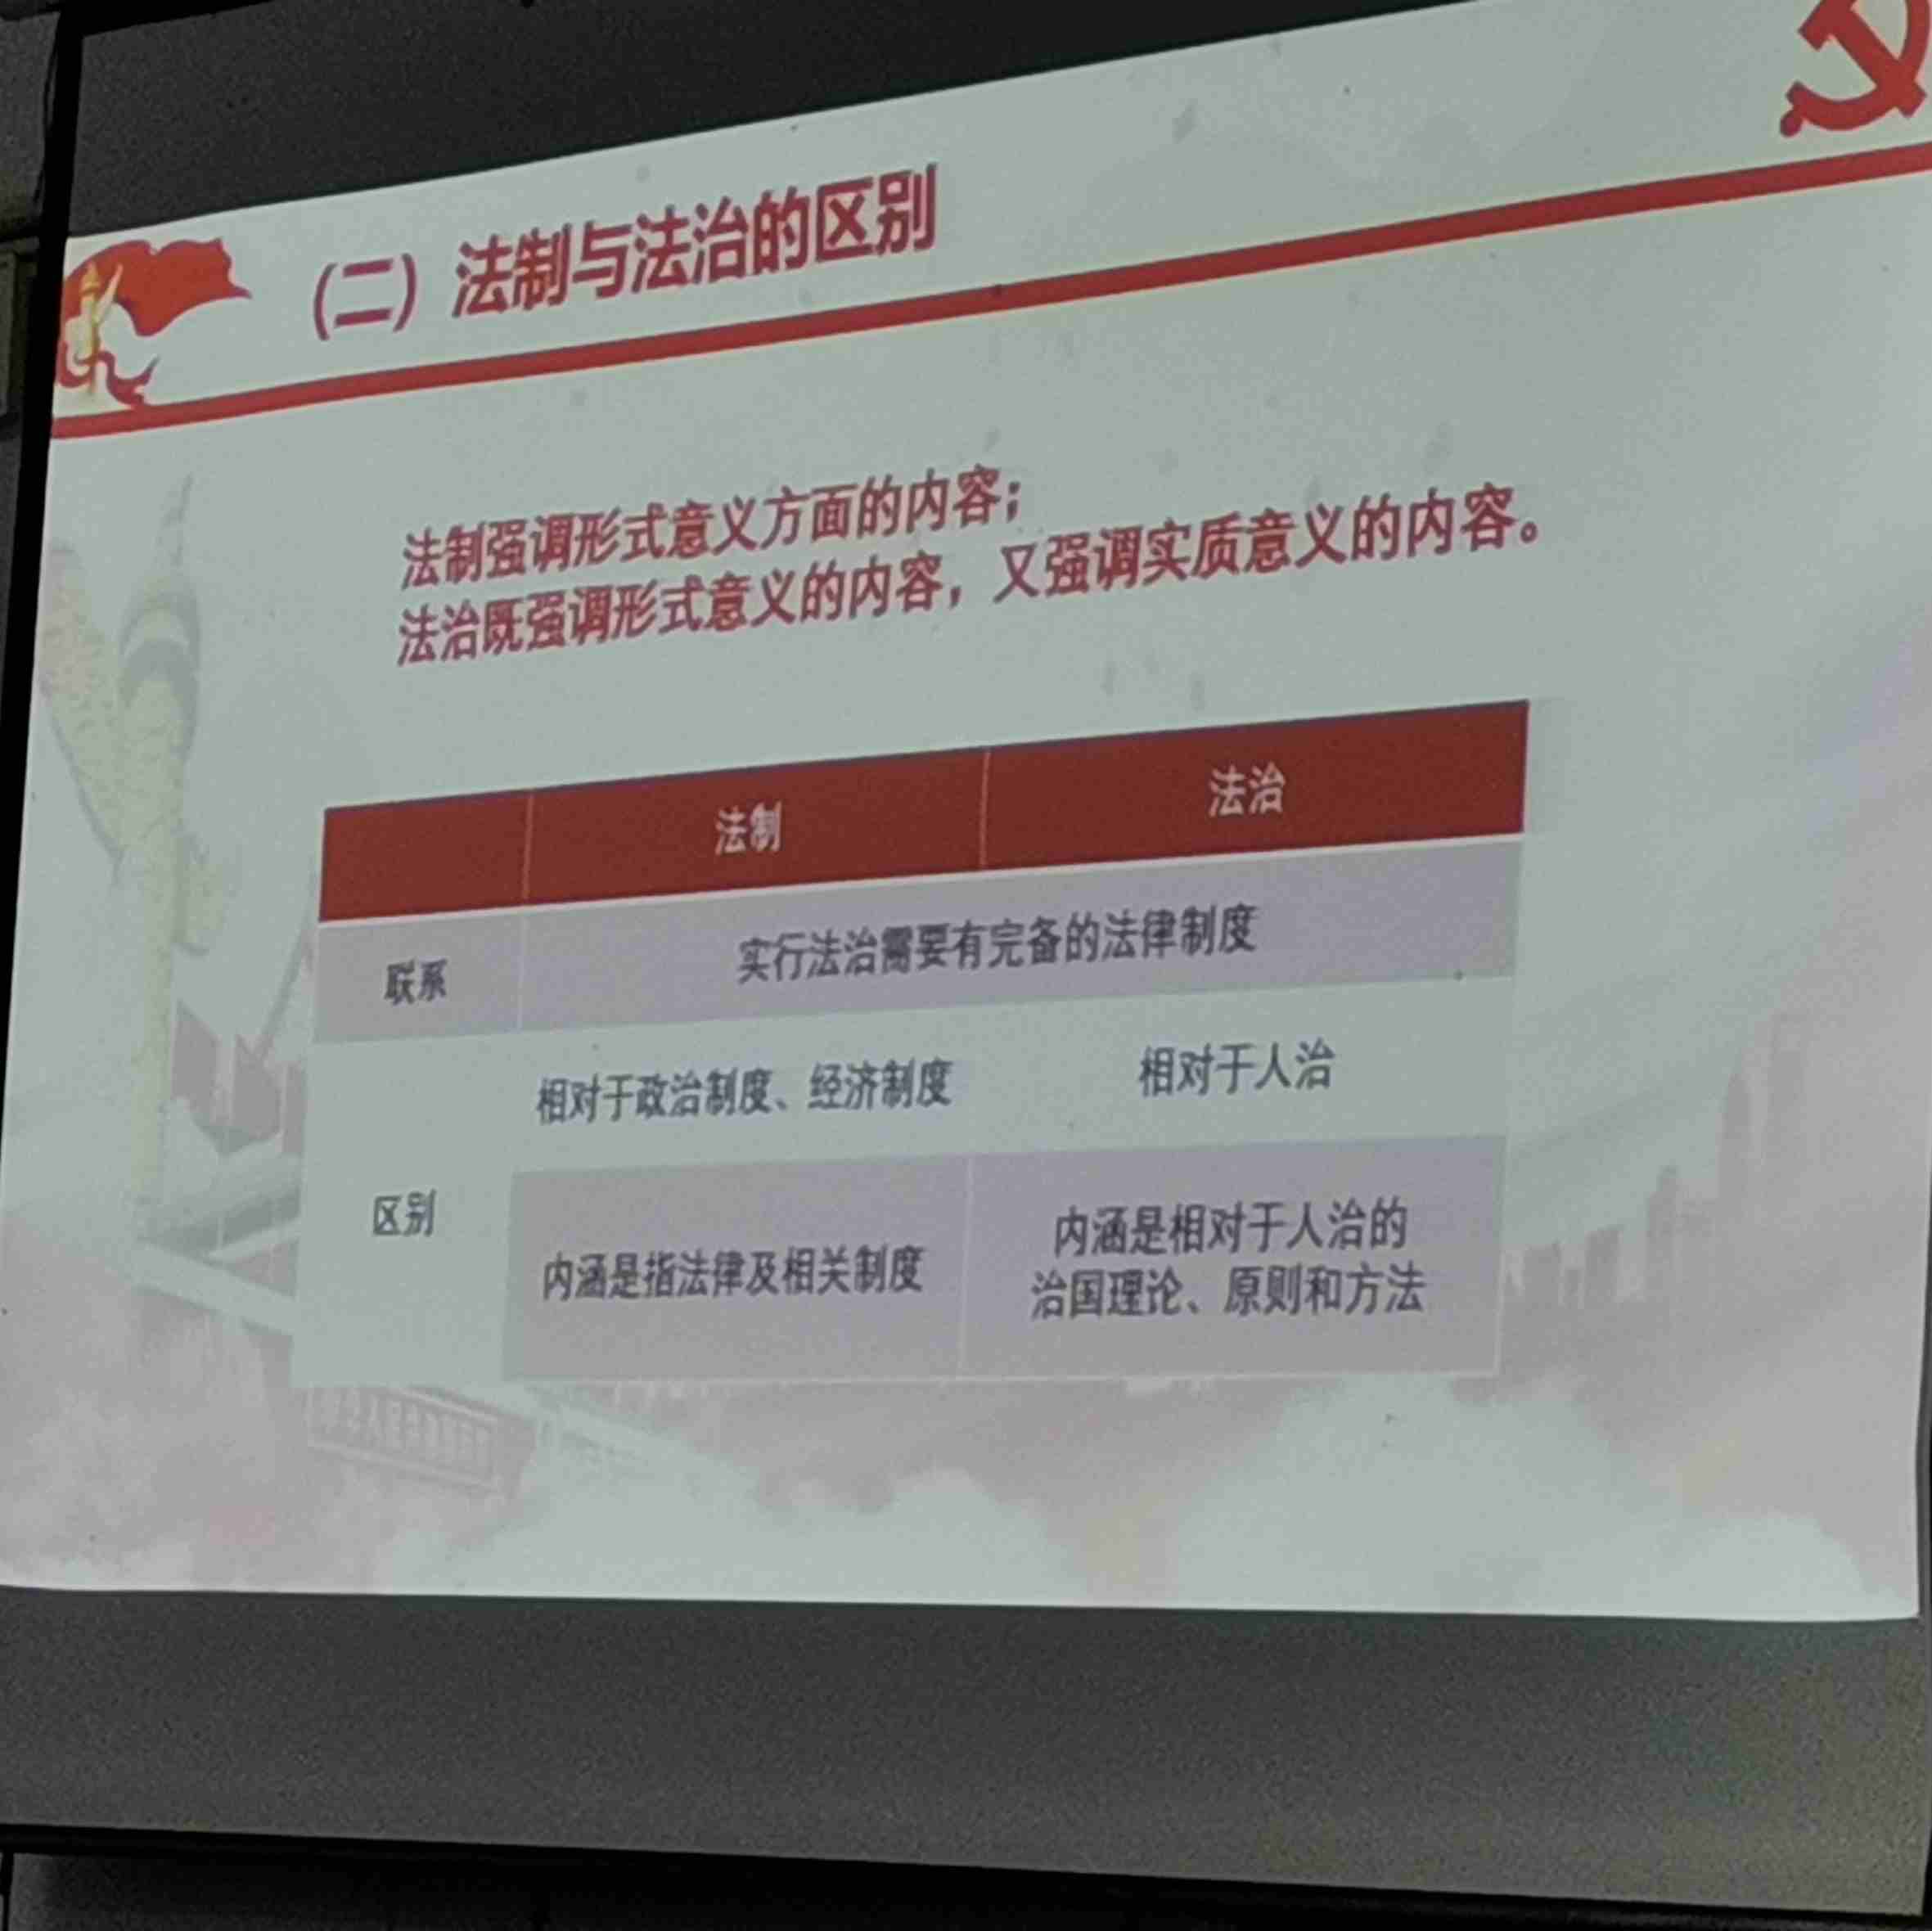 (二) 法制与法治的区别
法制强调形式意义方面的内容；
法治既强调形式意义的内容，又强调实质意义的内容。
法制 法治
联系 实行法治需要有完备的法律制度
相对于政治制度、经济制度 相对于人治
区别
内涵是指法律及相关制度
内涵是相对于人治的
治国理论、原则和方法